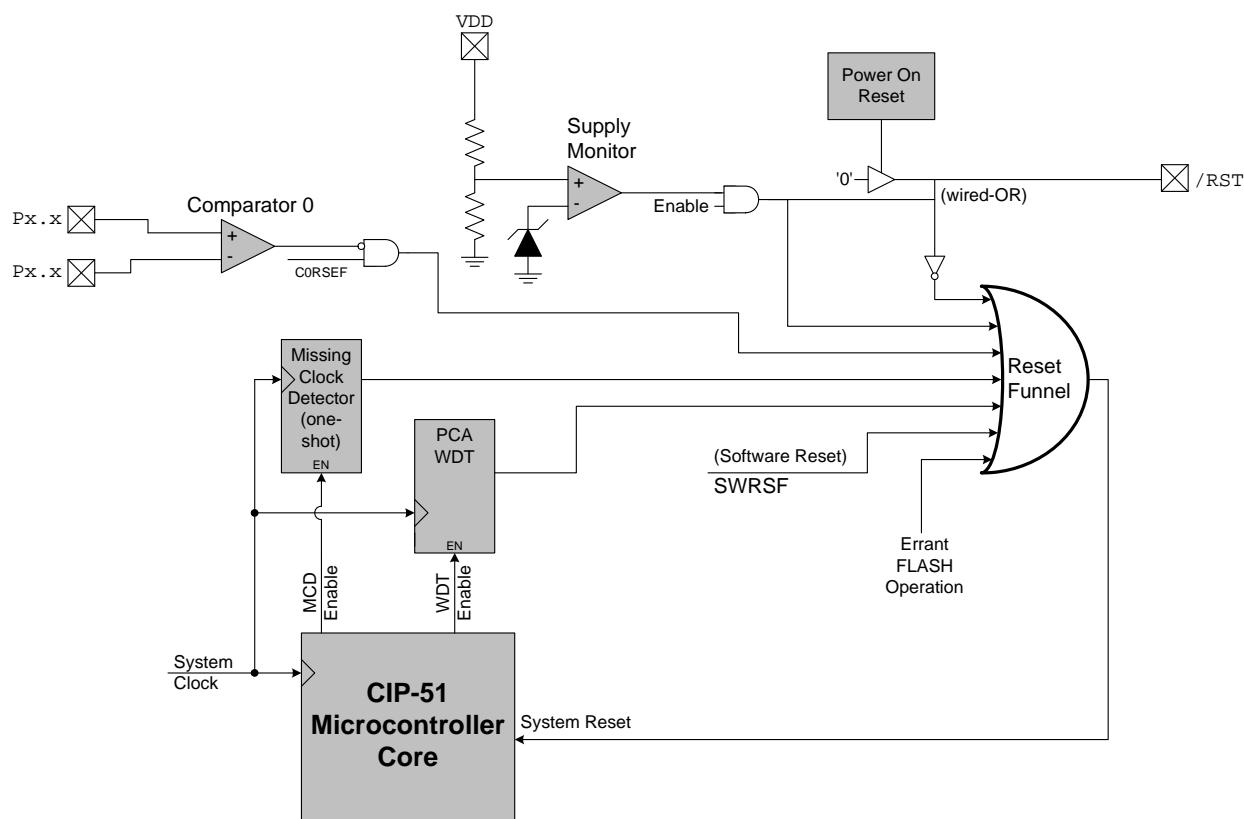 VDD
Power On
Reset
Supply
Monitor
+
-
Enable
'0'
(wired-OR)
/RST
Comparator 0
Px.x
Px.x
+
-
C0RSEF
Missing
Clock
Detector
(one-
shot)
EN
PCA
WDT
EN
Reset
Funnel
(Software Reset)
SWRSF
Errant
FLASH
Operation
MCD
Enable
WDT
Enable
System
Clock
CIP-51
Microcontroller
Core
System Reset